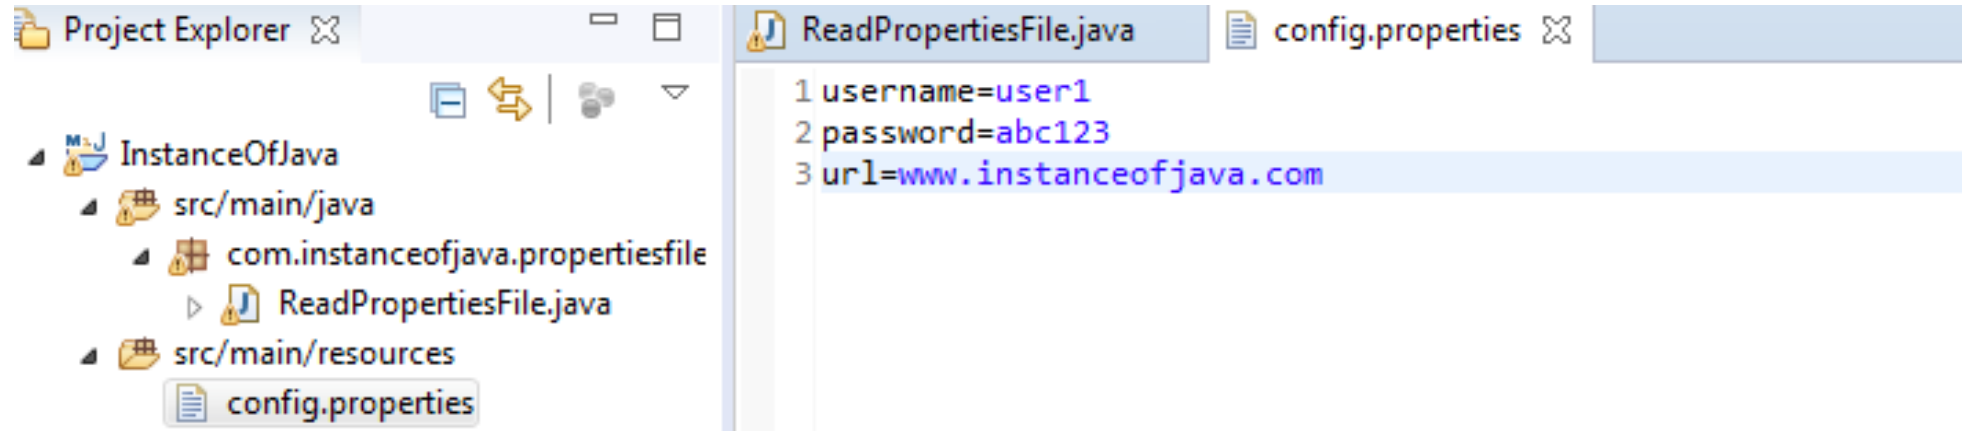 Project Explorer
InstanceOfJava
src/main/java
com.instanceofjava.propertiesfile
ReadPropertiesFile.java
src/main/resources
config.properties
ReadPropertiesFile.java config.properties
1 username=user1
2 password=abc123
3 url=www.instanceofjava.com